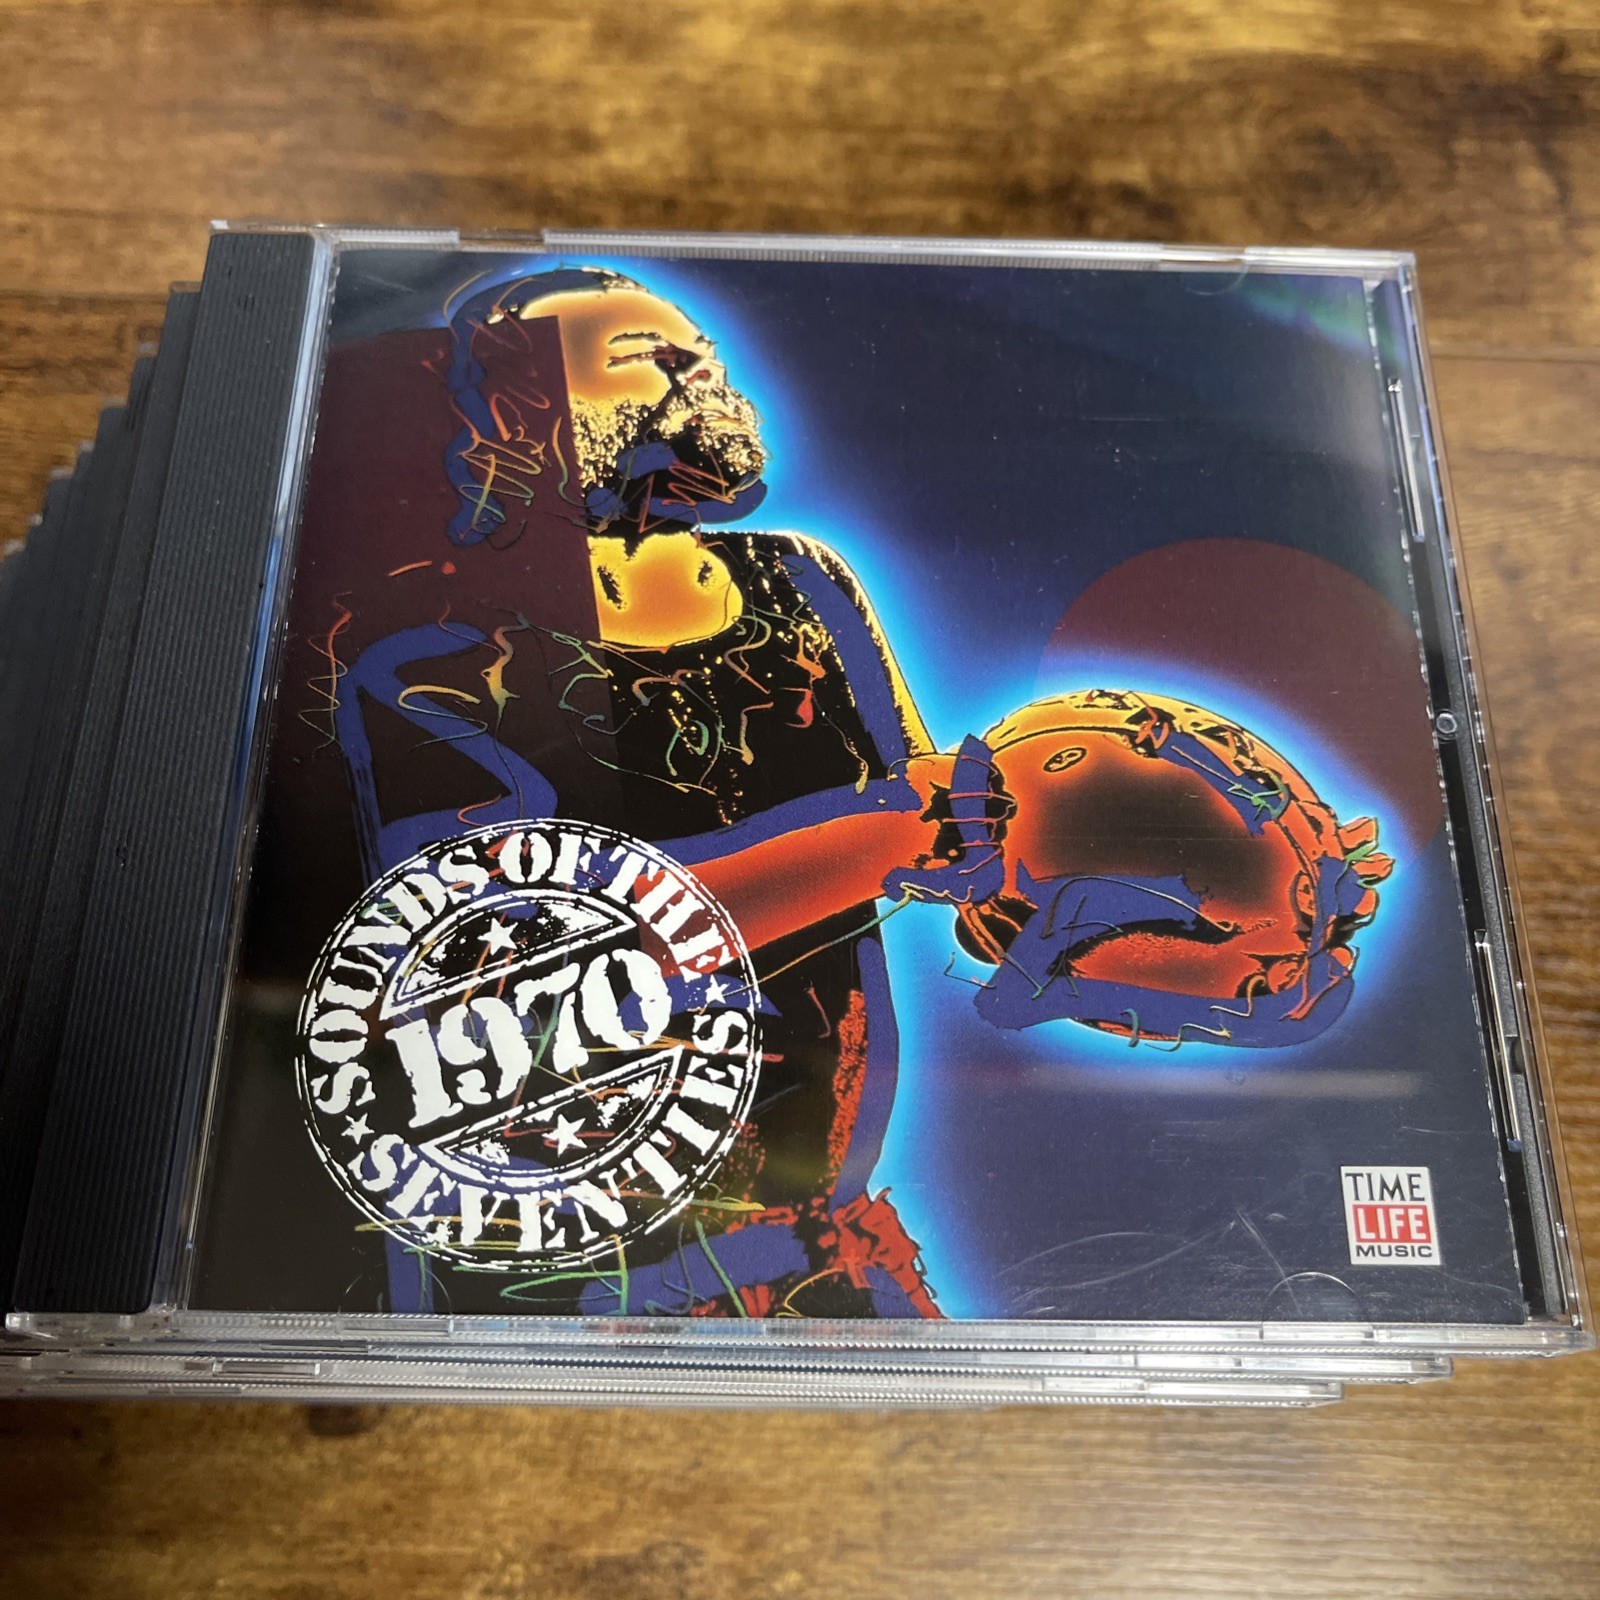 SOUNDS OF THE
1970
SEVENTIES
TIME
LIFE
MUSIC